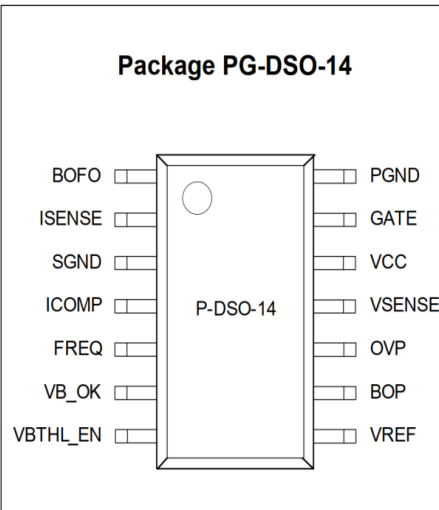 Package PG-DSO-14
BOFO PGND
ISENSE GATE
SGND VCC
ICOMP P-DSO-14 VSENSE
FREQ OVP
VB_OK BOP
VBTHL_EN VREF